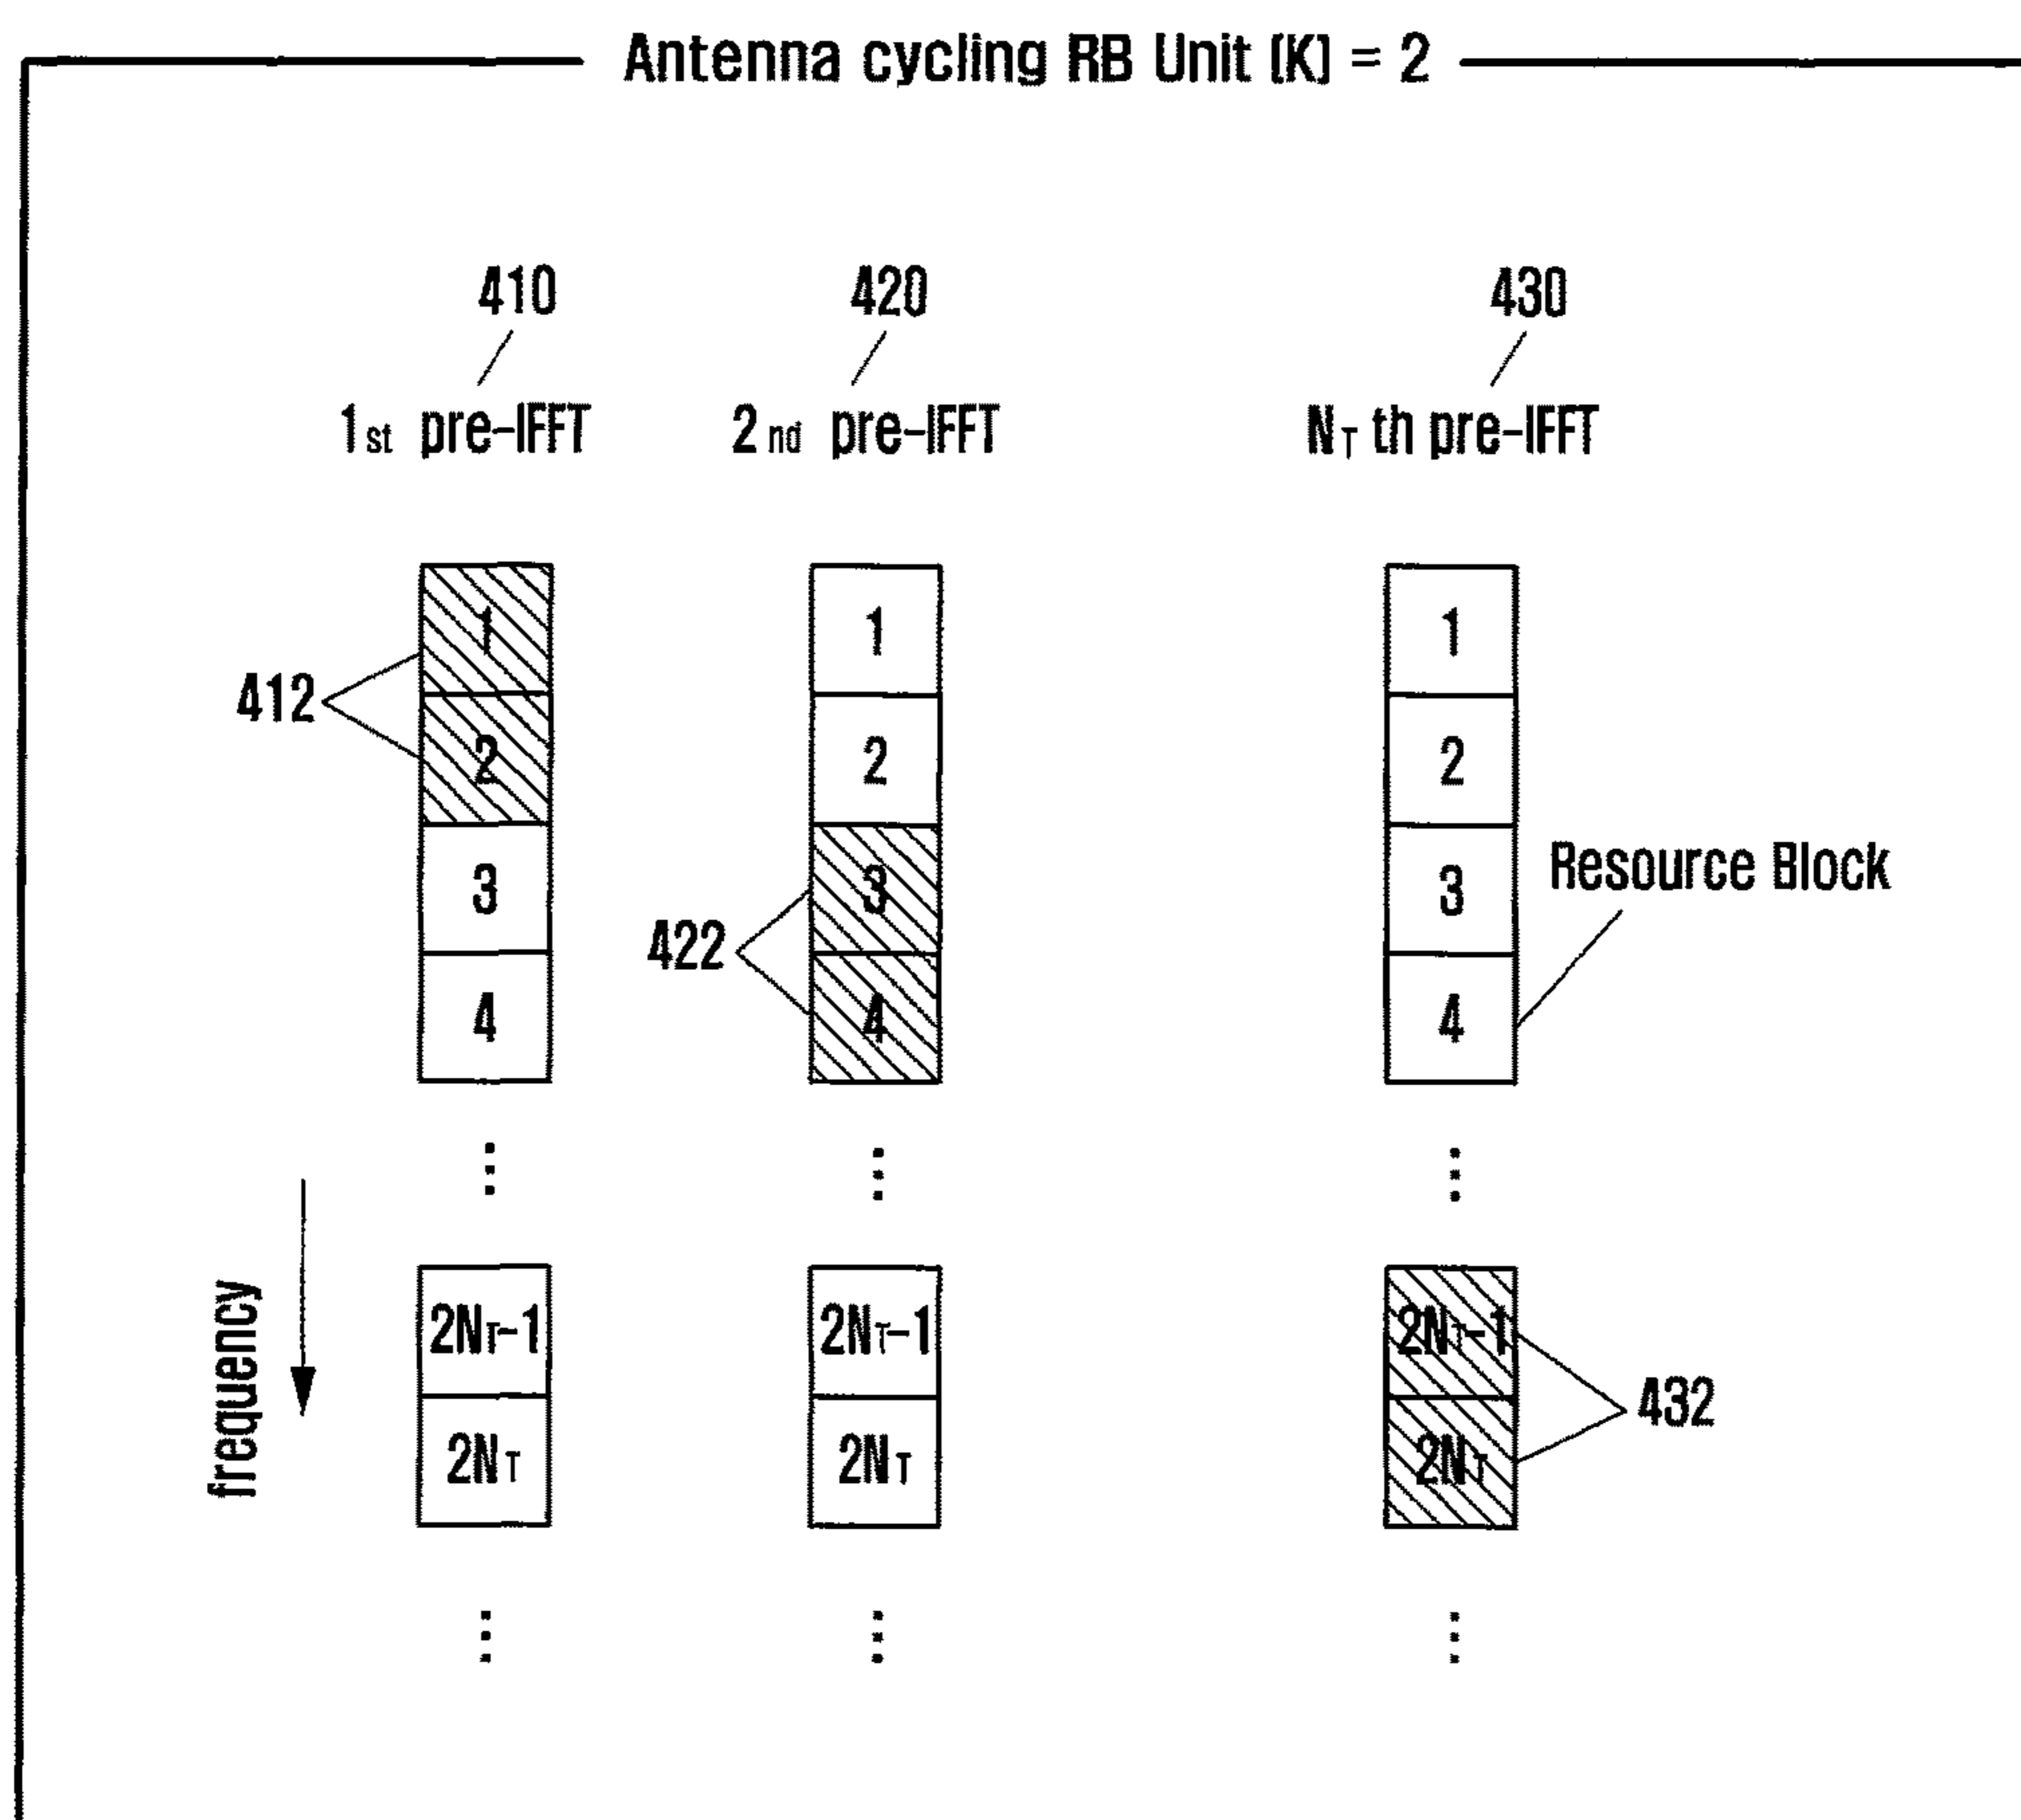 Antenna cycling RB Unit (K) = 2
410 420 430
1st pre-IFFT 2nd pre-IFFT NT th pre-IFFT
1 1 1
412
2 2 2
3 3 3
Resource Block
422
4 4 4
frequency
2NT-1 2NT-1 2NT-1
432
2NT 2NT 2NT